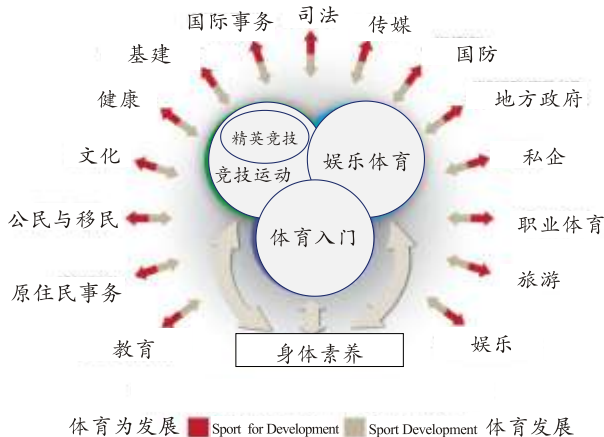 国际事务
司法
传媒
基建
国防
健康
地方政府
文化
私企
公民与移民
职业体育
原住民事务
旅游
教育
娱乐
精英竞技
竞技运动
娱乐体育
体育入门
身体素养
体育为发展 Sport for Development Sport Development 体育发展